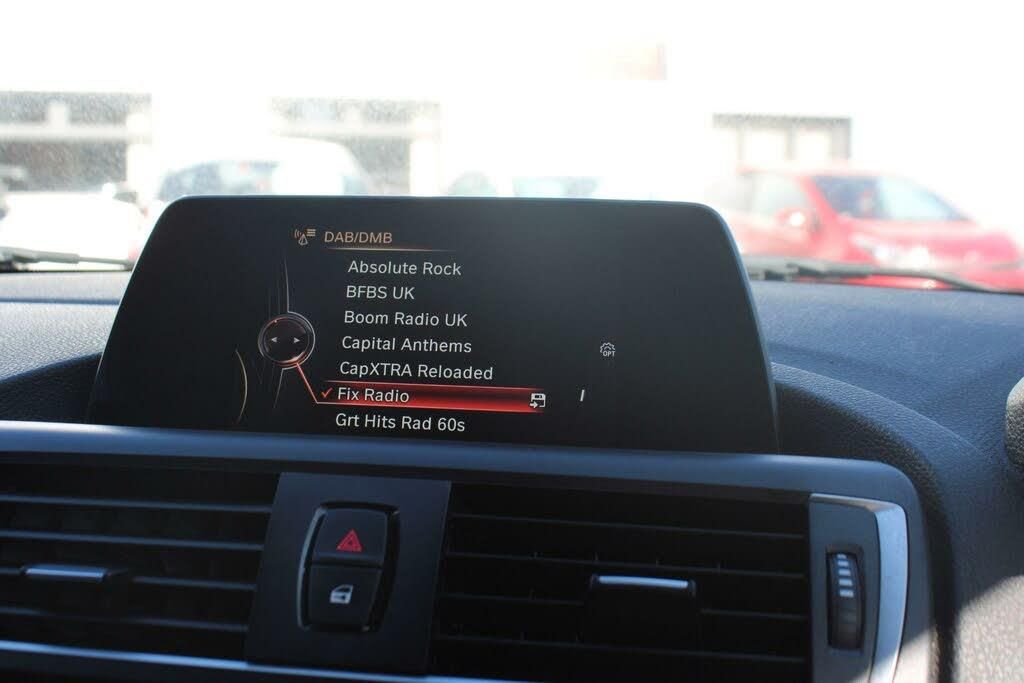 DAB/DMB
Absolute Rock
BFBS UK
Boom Radio UK
Capital Anthems
OPT
CapXTRA Reloaded
Fix Radio
Grt Hits Rad 60s